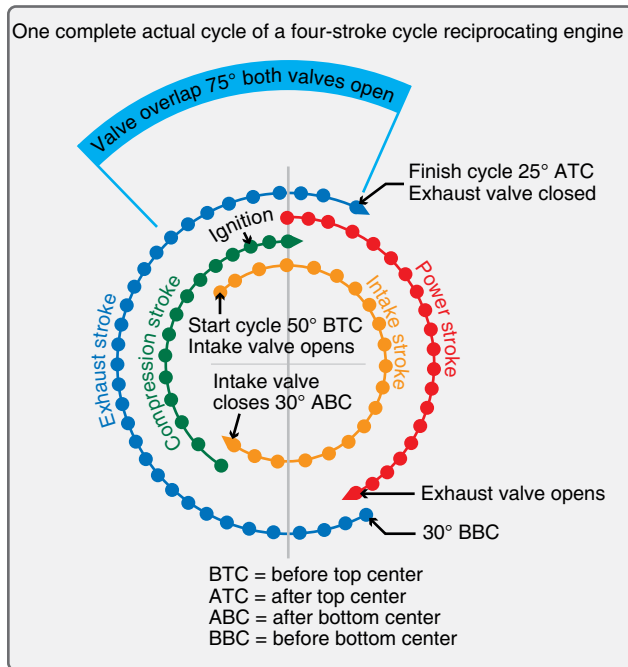 One complete actual cycle of a four-stroke cycle reciprocating engine
Valve overlap 75° both valves open
Finish cycle 25° ATC
Exhaust valve closed
Ignition
Power stroke
Intake stroke
Start cycle 50° BTC
Intake valve opens
Compression stroke
Exhaust stroke
Intake valve
closes 30° ABC
Exhaust valve opens
30° BBC
BTC = before top center
ATC = after top center
ABC = after bottom center
BBC = before bottom center